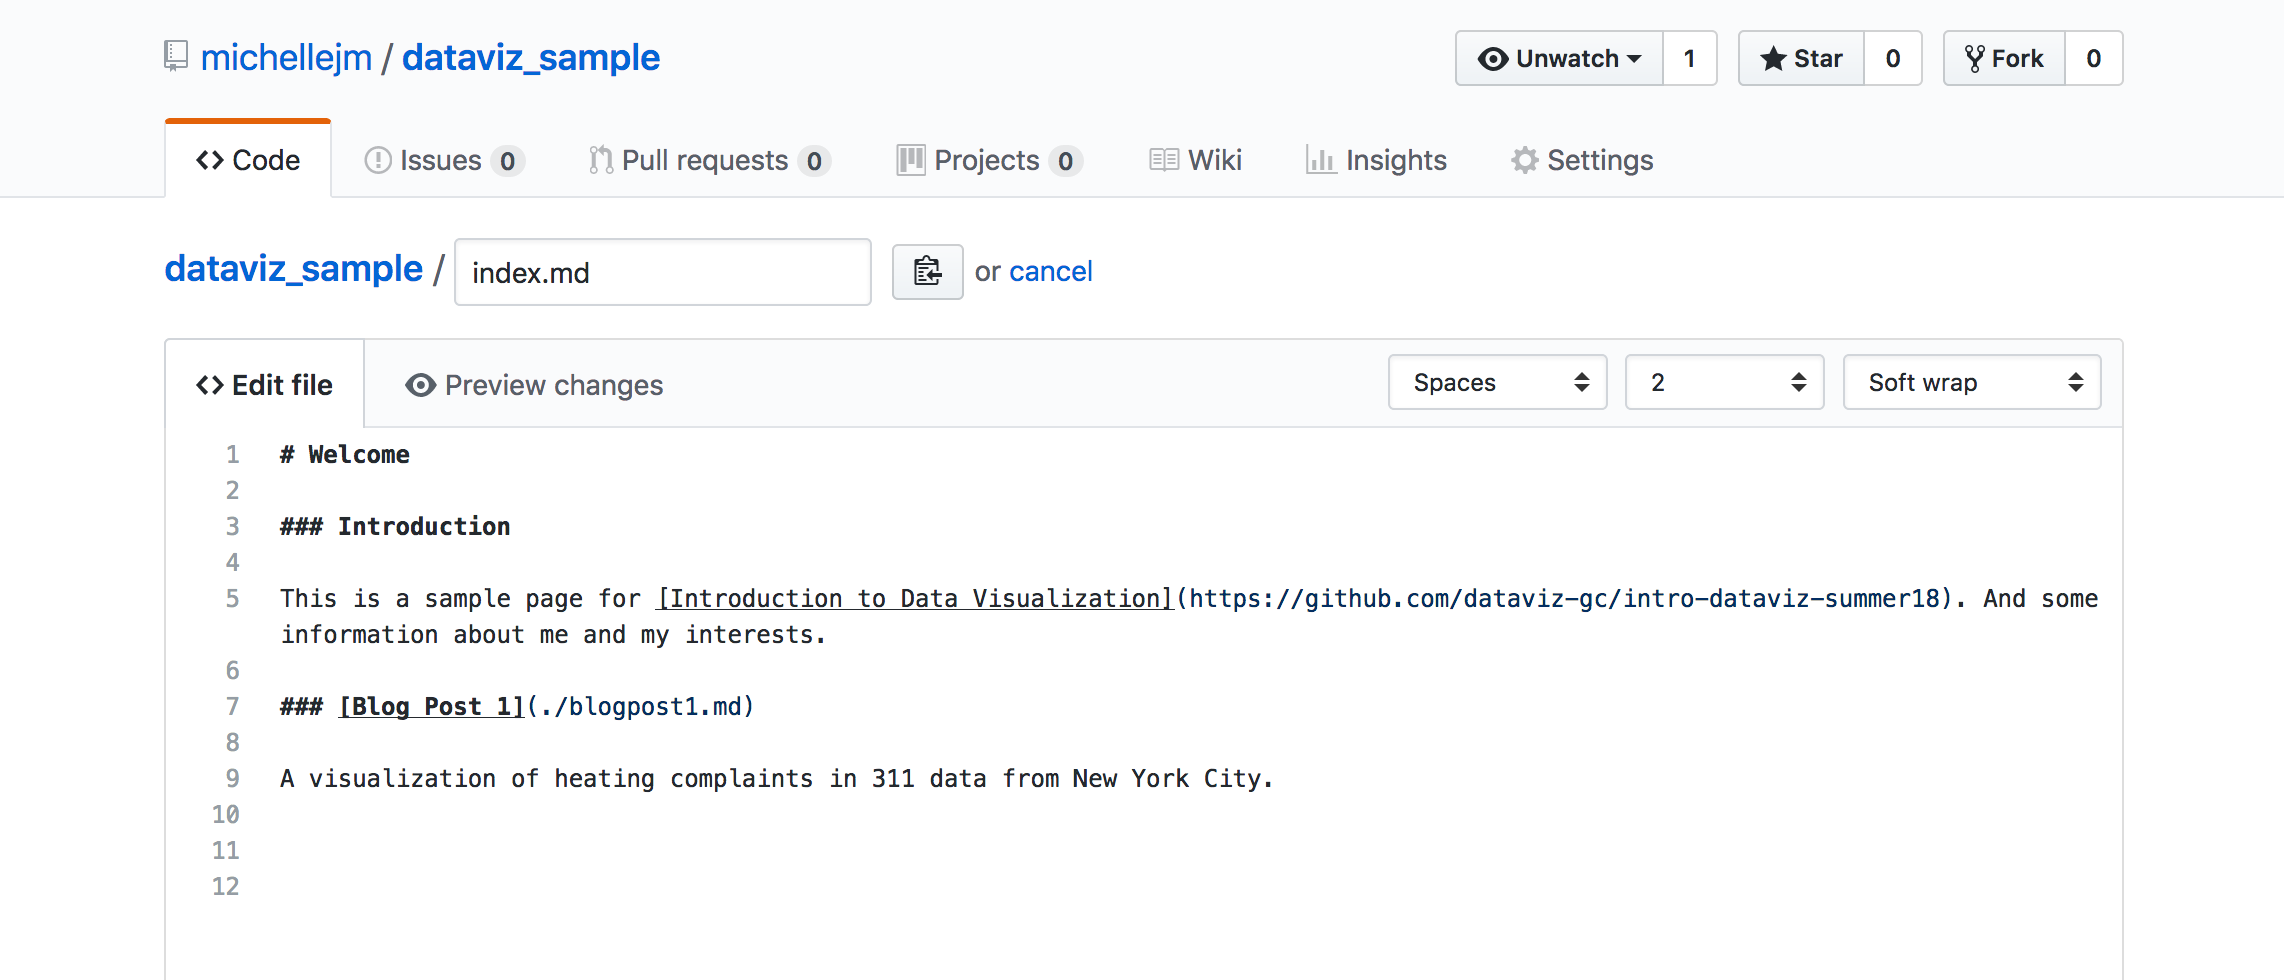 michellejm / dataviz_sample
Unwatch 1 Star 0 Fork 0
Code Issues 0 Pull requests 0 Projects 0 Wiki Insights Settings
dataviz_sample / index.md or cancel
Edit file Preview changes Spaces 2 Soft wrap
1 # Welcome
2
3 ### Introduction
4
5 This is a sample page for [Introduction to Data Visualization](https://github.com/dataviz-gc/intro-dataviz-summer18). And some
information about me and my interests.
6
7 ### [Blog Post 1](./blogpost1.md)
8
9 A visualization of heating complaints in 311 data from New York City.
10
11
12